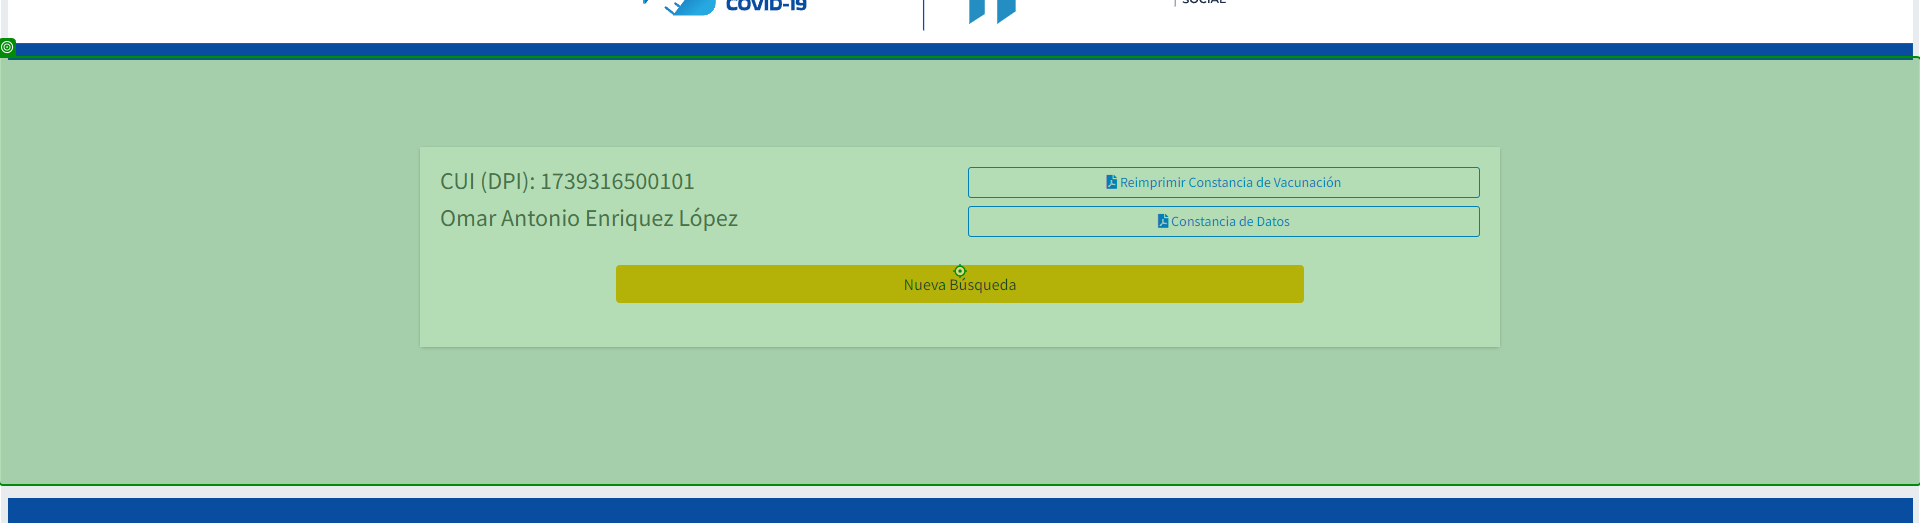 COVID-19
SOCIAL
CUI (DPI): 1739316500101
Omar Antonio Enriquez López
Reimprimir Constancia de Vacunación
Constancia de Datos
Nueva Búsqueda